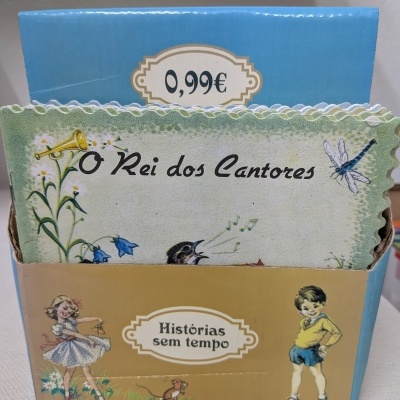 0,99€
O Rei dos Cantores
Histórias
sem tempo